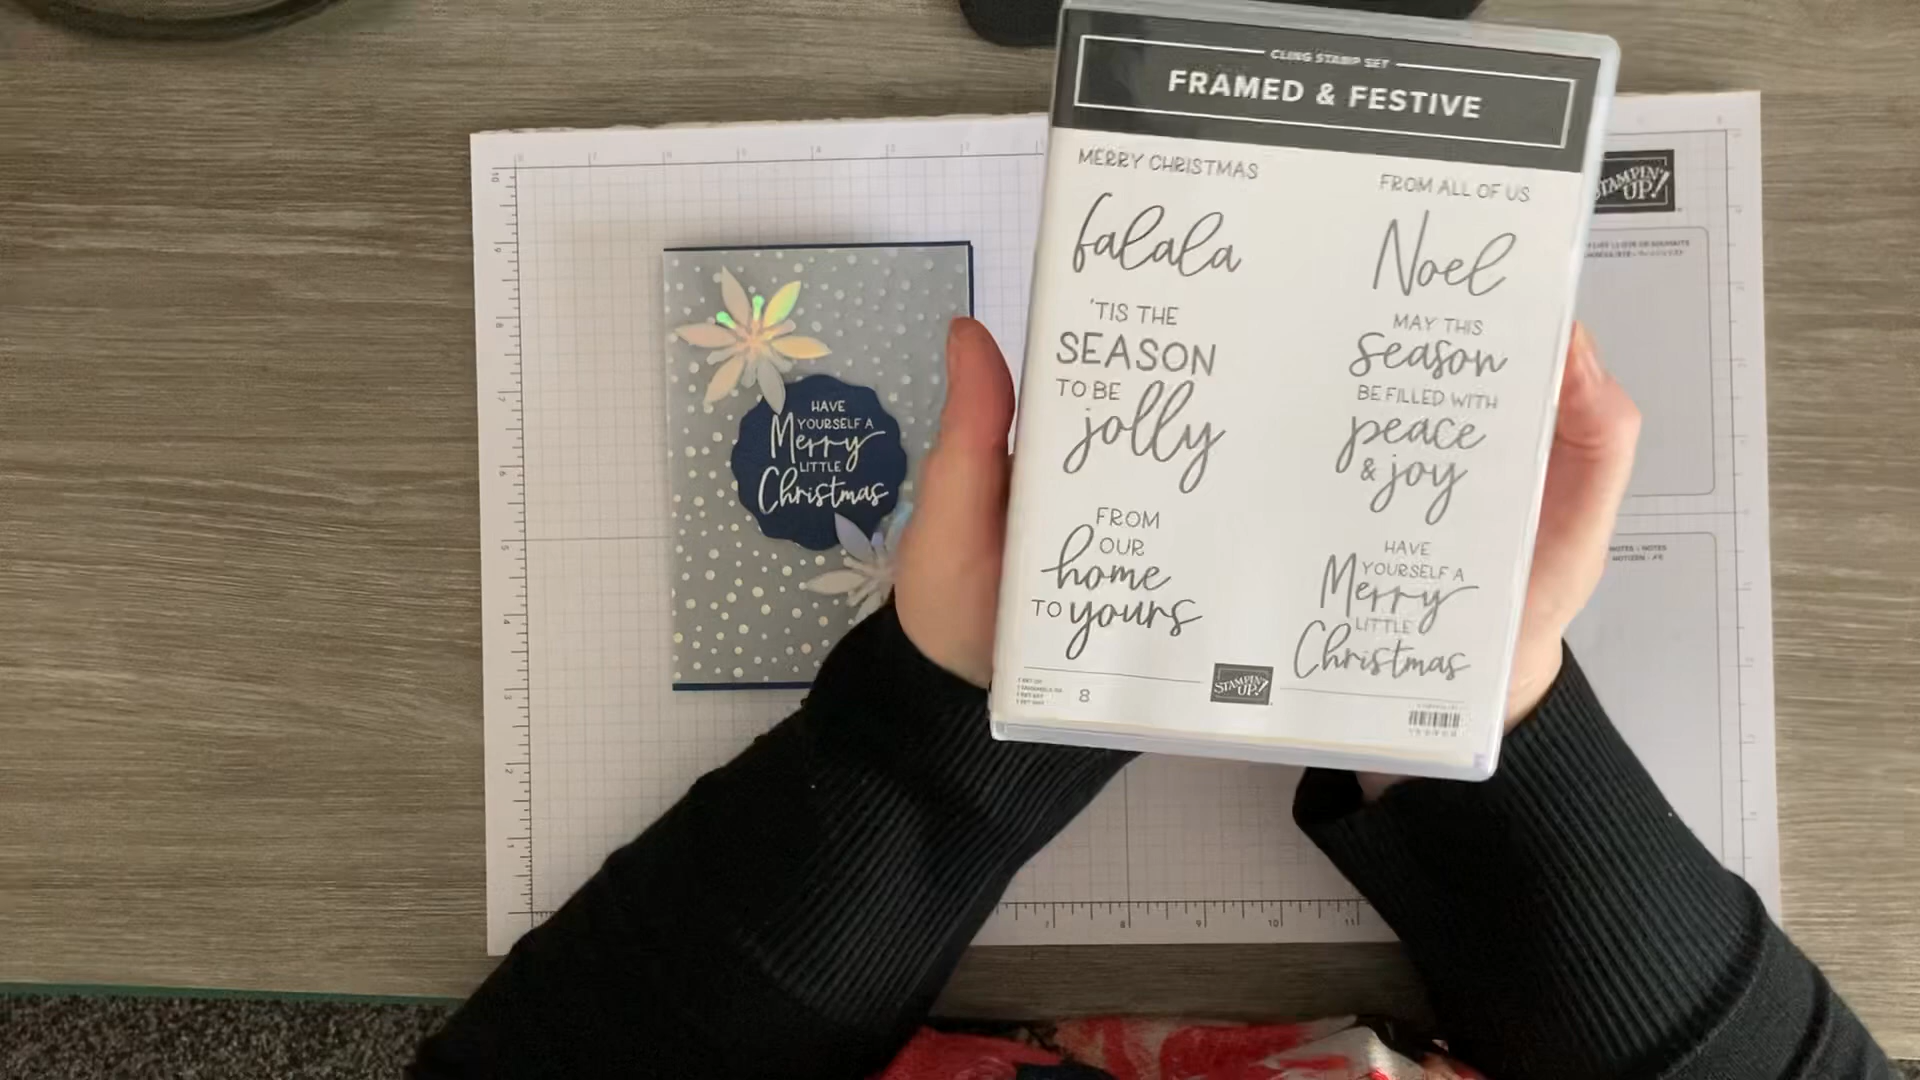 CLING STAMP SET
FRAMED & FESTIVE
MERRY CHRISTMAS
falala
'TIS THE
SEASON
TO BE
jolly
FROM
OUR
home
TO yours
FROM ALL OF US
Noel
MAY THIS
season
BE FILLED WITH
peace
& joy
HAVE
YOURSELF A
Merry
LITTLE
Christmas
8
STAMPIN' UP!
HAVE
YOURSELF A
Merry
LITTLE
Christmas
STAMPIN'
UP!